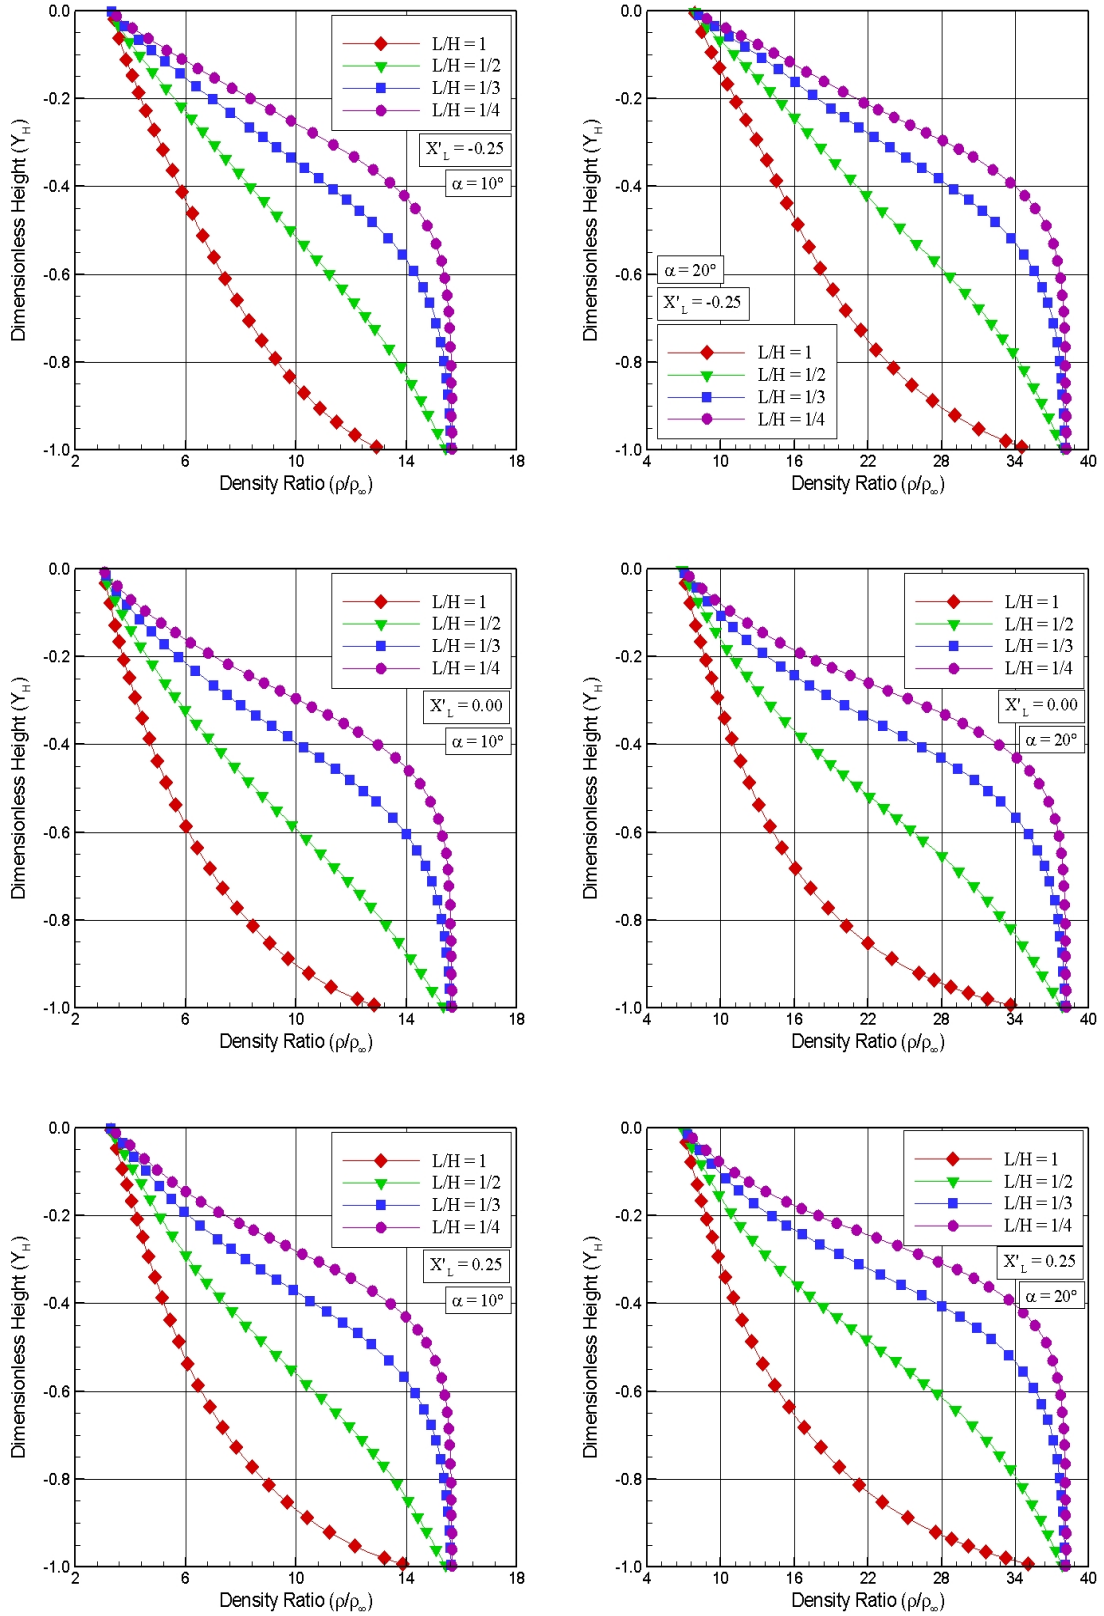 0.0
-0.2
-0.4
-0.6
-0.8
-1.0
Dimensionless Height (Y_H)
2 6 10 14 18
Density Ratio (ρ/ρ_∞)
L/H = 1
L/H = 1/2
L/H = 1/3
L/H = 1/4
X'_L = -0.25
α = 10°
0.0
-0.2
-0.4
-0.6
-0.8
-1.0
Dimensionless Height (Y_H)
4 10 16 22 28 34 40
Density Ratio (ρ/ρ_∞)
α = 20°
X'_L = -0.25
L/H = 1
L/H = 1/2
L/H = 1/3
L/H = 1/4
0.0
-0.2
-0.4
-0.6
-0.8
-1.0
Dimensionless Height (Y_H)
2 6 10 14 18
Density Ratio (ρ/ρ_∞)
L/H = 1
L/H = 1/2
L/H = 1/3
L/H = 1/4
X'_L = 0.00
α = 10°
0.0
-0.2
-0.4
-0.6
-0.8
-1.0
Dimensionless Height (Y_H)
4 10 16 22 28 34 40
Density Ratio (ρ/ρ_∞)
L/H = 1
L/H = 1/2
L/H = 1/3
L/H = 1/4
X'_L = 0.00
α = 20°
0.0
-0.2
-0.4
-0.6
-0.8
-1.0
Dimensionless Height (Y_H)
2 6 10 14 18
Density Ratio (ρ/ρ_∞)
L/H = 1
L/H = 1/2
L/H = 1/3
L/H = 1/4
X'_L = 0.25
α = 10°
0.0
-0.2
-0.4
-0.6
-0.8
-1.0
Dimensionless Height (Y_H)
4 10 16 22 28 34 40
Density Ratio (ρ/ρ_∞)
L/H = 1
L/H = 1/2
L/H = 1/3
L/H = 1/4
X'_L = 0.25
α = 20°